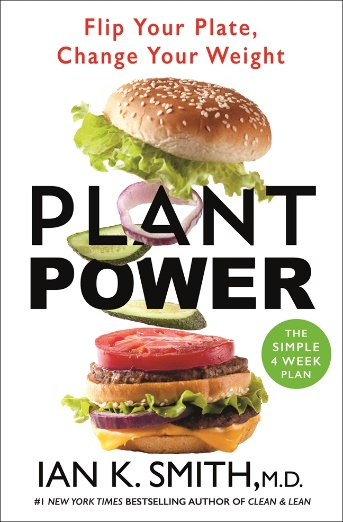 Flip Your Plate,
Change Your Weight
PLANT
POWER
THE
SIMPLE
4 WEEK
PLAN
IAN K. SMITH, M.D.
#1 NEW YORK TIMES BESTSELLING AUTHOR OF CLEAN & LEAN